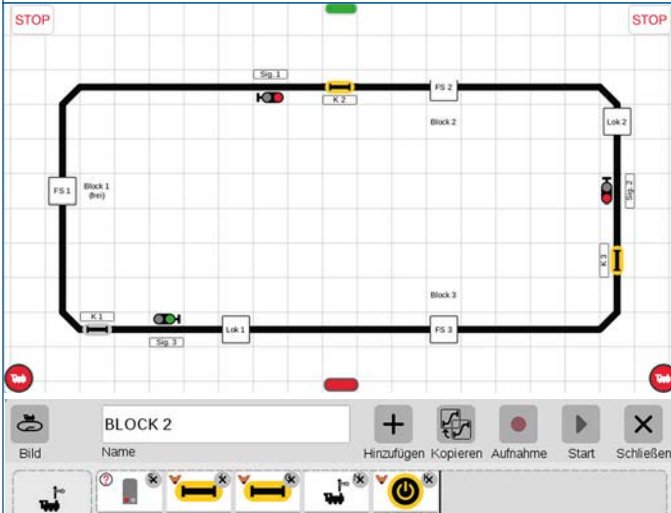 STOP
STOP
Sig. 1
K 2
FS 2
Block 2
Lok 2
FS 1
Block 1
(frei)
Sig. 2
K 3
Block 3
K 1
Sig. 3
Lok 1
FS 3
BLOCK 2
Bild
Name
Hinzufügen
Kopieren
Aufnahme
Start
Schließen
?